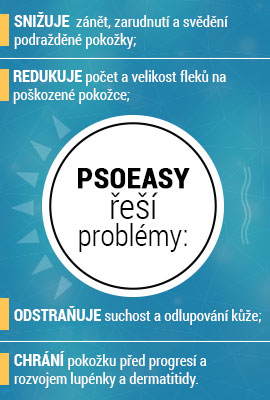 SNIŽUJE zánět, zarudnutí a svědění
podrážděné pokožky;
REDUKUJE počet a velikost fleků na
poškozené pokožce;
PSOEASY
řeší
problémy:
ODSTRAŇUJE suchost a odlupování kůže;
CHRÁNÍ pokožku před progresí a
rozvojem lupénky a dermatitidy.